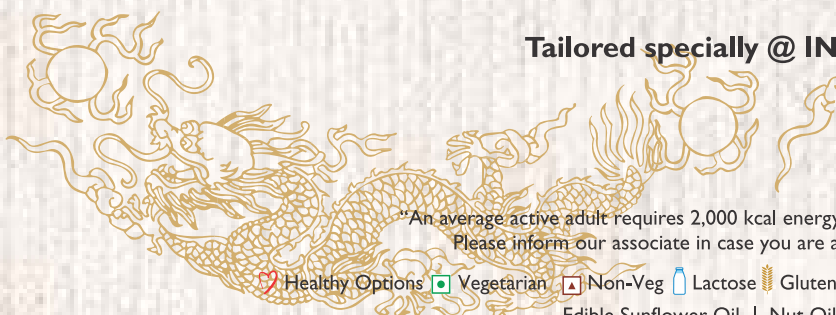 Tailored specially @ IN
“An average active adult requires 2,000 kcal energy
Please inform our associate in case you are a
Healthy Options Vegetarian Non-Veg Lactose Gluten
Edible Sunflower Oil | Nut Oil